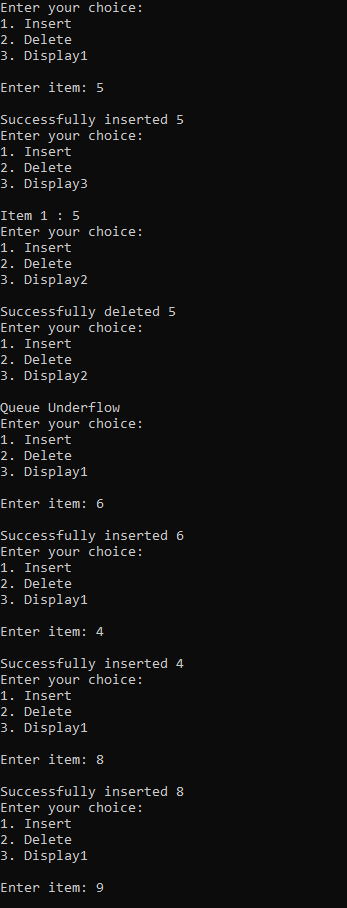 Enter your choice:
1. Insert
2. Delete
3. Display1
Enter item: 5
Successfully inserted 5
Enter your choice:
1. Insert
2. Delete
3. Display3
Item 1 : 5
Enter your choice:
1. Insert
2. Delete
3. Display2
Successfully deleted 5
Enter your choice:
1. Insert
2. Delete
3. Display2
Queue Underflow
Enter your choice:
1. Insert
2. Delete
3. Display1
Enter item: 6
Successfully inserted 6
Enter your choice:
1. Insert
2. Delete
3. Display1
Enter item: 4
Successfully inserted 4
Enter your choice:
1. Insert
2. Delete
3. Display1
Enter item: 8
Successfully inserted 8
Enter your choice:
1. Insert
2. Delete
3. Display1
Enter item: 9